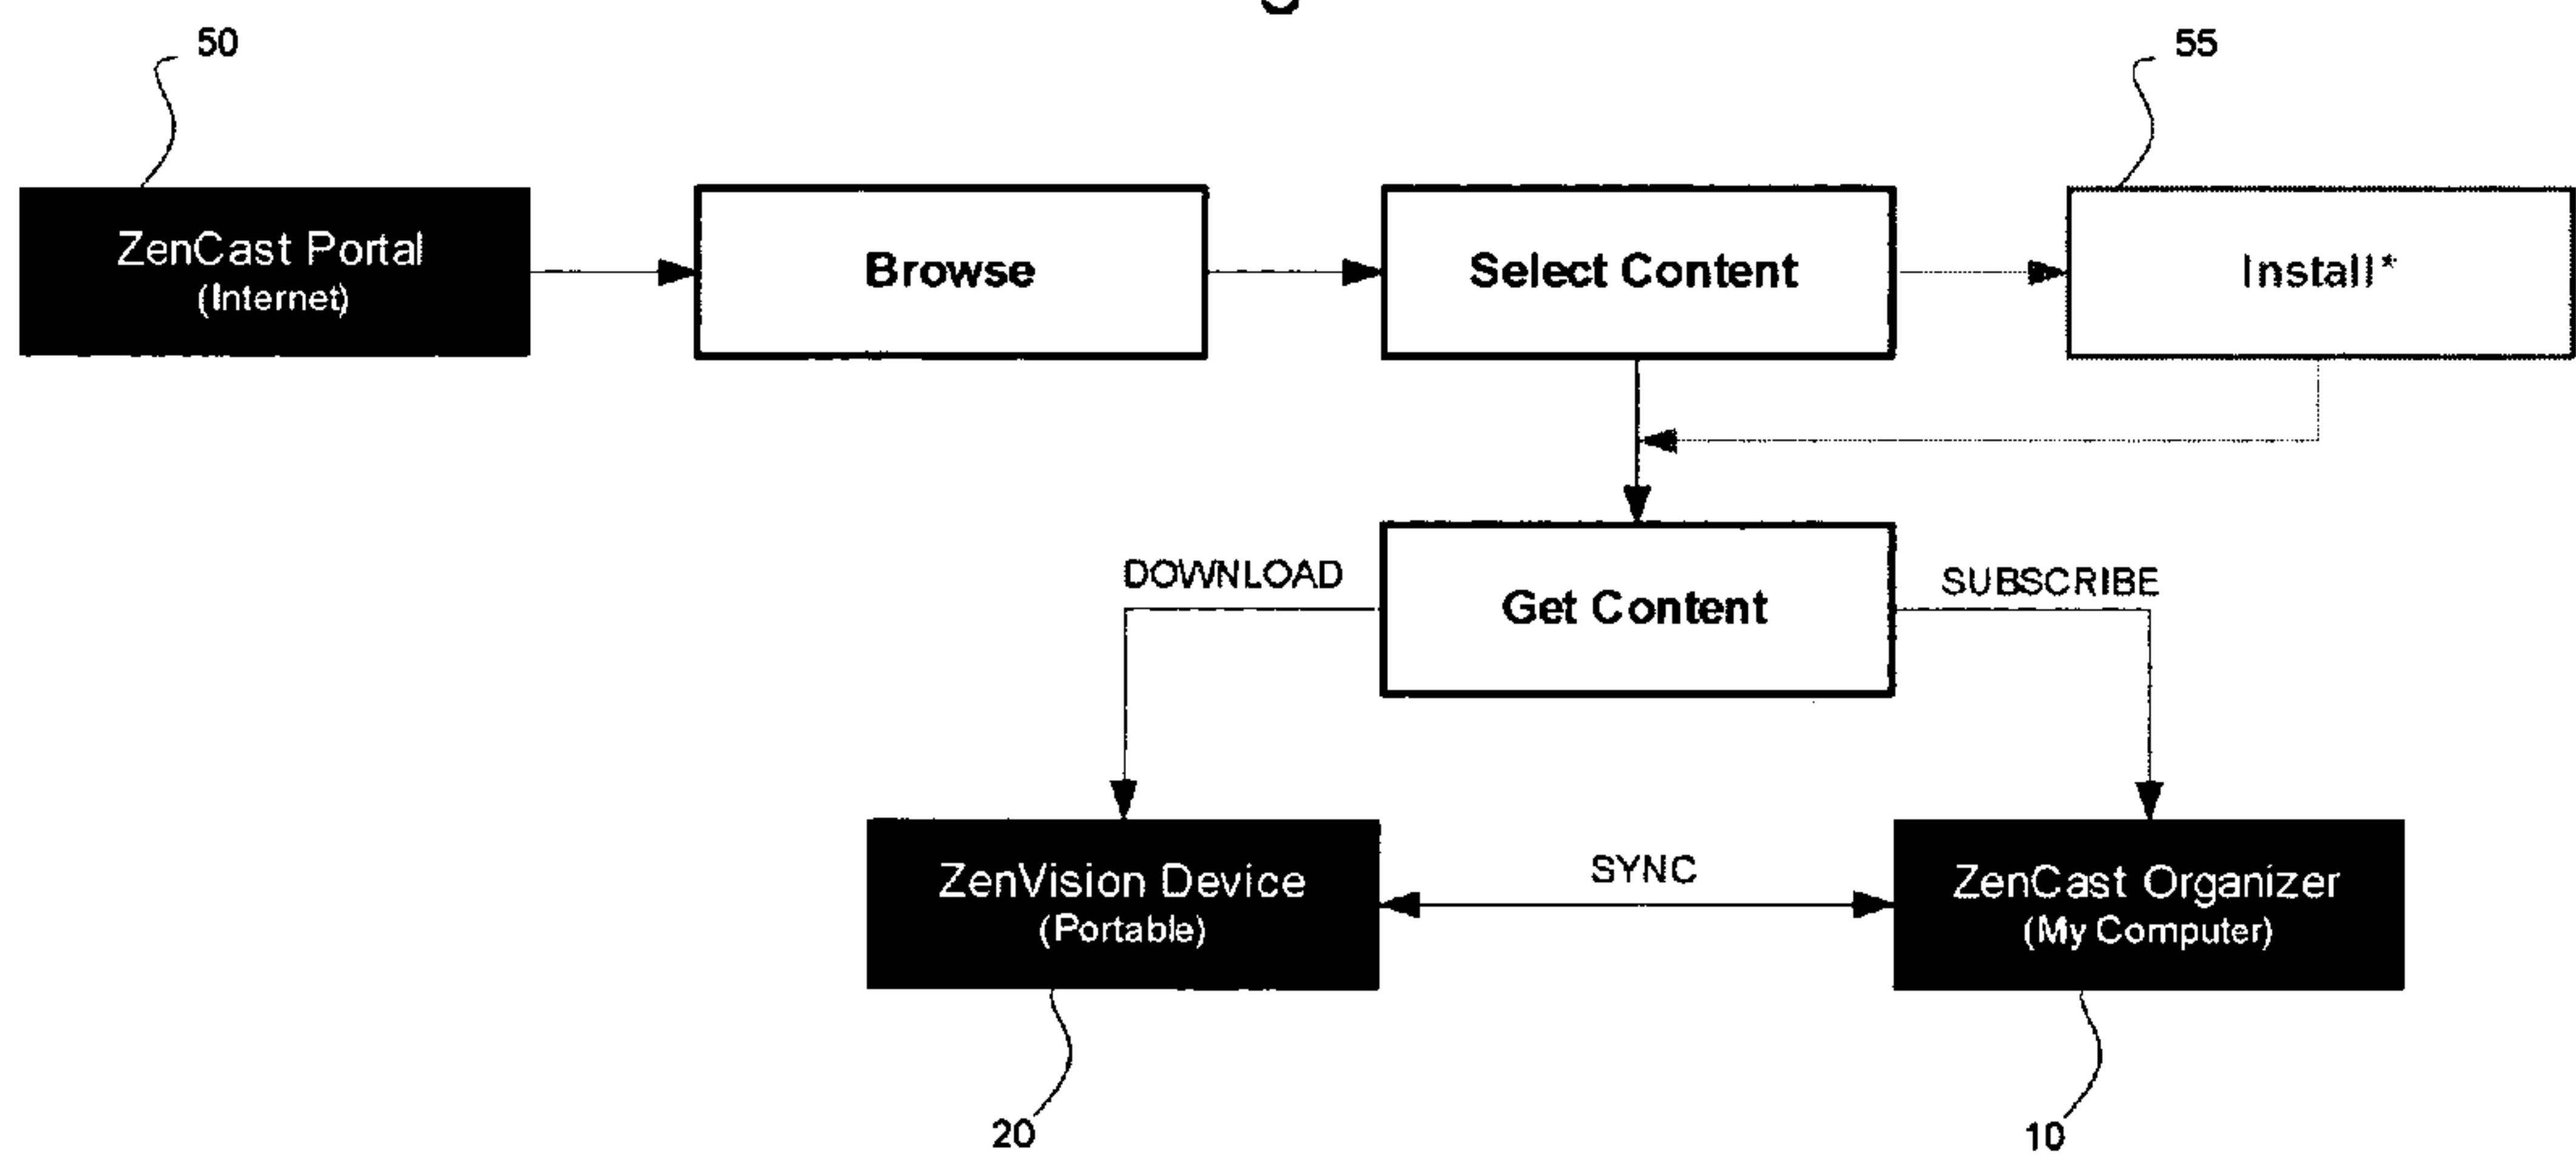 50
55
ZenCast Portal
(Internet)
Browse
Select Content
Install*
DOWNLOAD
Get Content
SUBSCRIBE
ZenVision Device
(Portable)
SYNC
ZenCast Organizer
(My Computer)
20
10